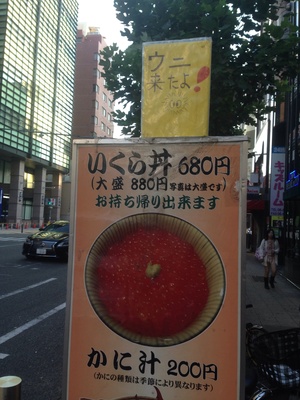 ウニ
来たよ!
いくら丼 680円
(大盛 880円 写真は大盛です)
お持ち帰り出来ます
かに汁 200円
(かにの種類は季節により異なります)